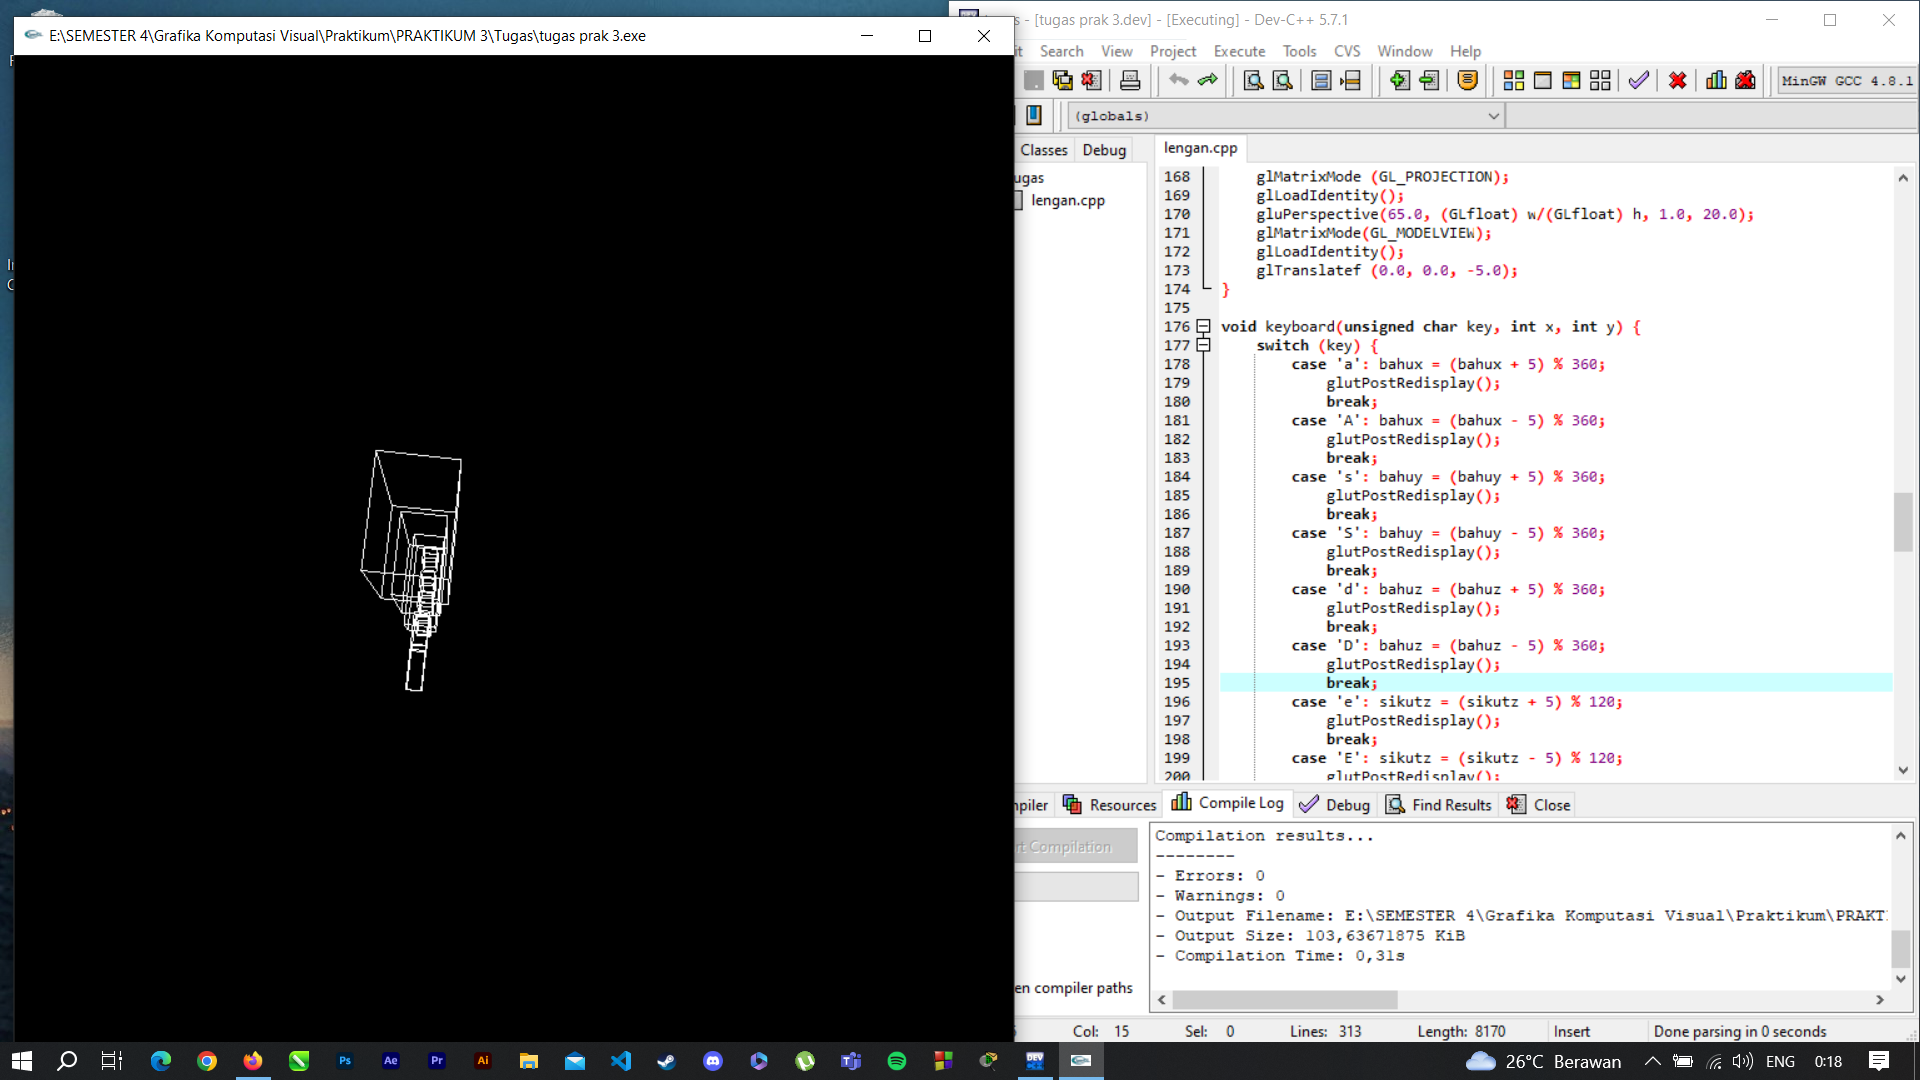 E:\SEMESTER 4\Grafika Komputasi Visual\Praktikum\PRAKTIKUM 3\Tugas\tugas prak 3.exe
- [tugas prak 3.dev] - [Executing] - Dev-C++ 5.7.1
Search View Project Execute Tools CVS Window Help
MinGW GCC 4.8.1
(globals)
Classes Debug
lengan.cpp
lengan.cpp
168 glMatrixMode (GL_PROJECTION);
169 glLoadIdentity();
170 gluPerspective(65.0, (GLfloat) w/(GLfloat) h, 1.0, 20.0);
171 glMatrixMode(GL_MODELVIEW);
172 glLoadIdentity();
173 glTranslatef (0.0, 0.0, -5.0);
174 }
175
176 void keyboard(unsigned char key, int x, int y) {
177 switch (key) {
178 case 'a': bahux = (bahux + 5) % 360;
179 glutPostRedisplay();
180 break;
181 case 'A': bahux = (bahux - 5) % 360;
182 glutPostRedisplay();
183 break;
184 case 's': bahuy = (bahuy + 5) % 360;
185 glutPostRedisplay();
186 break;
187 case 'S': bahuy = (bahuy - 5) % 360;
188 glutPostRedisplay();
189 break;
190 case 'd': bahuz = (bahuz + 5) % 360;
191 glutPostRedisplay();
192 break;
193 case 'D': bahuz = (bahuz - 5) % 360;
194 glutPostRedisplay();
195 break;
196 case 'e': sikutz = (sikutz + 5) % 120;
197 glutPostRedisplay();
198 break;
199 case 'E': sikutz = (sikutz - 5) % 120;
200 glutPostRedisplay();
Resources Compile Log Debug Find Results Close
Compilation
Compilation results...
--------
- Errors: 0
- Warnings: 0
- Output Filename: E:\SEMESTER 4\Grafika Komputasi Visual\Praktikum\PRAKT
- Output Size: 103,63671875 KiB
- Compilation Time: 0,31s
compiler paths
Col: 15 Sel: 0 Lines: 313 Length: 8170 Insert Done parsing in 0 seconds
Ps Ae Pr Ai DEV 26°C Berawan ENG 0:18